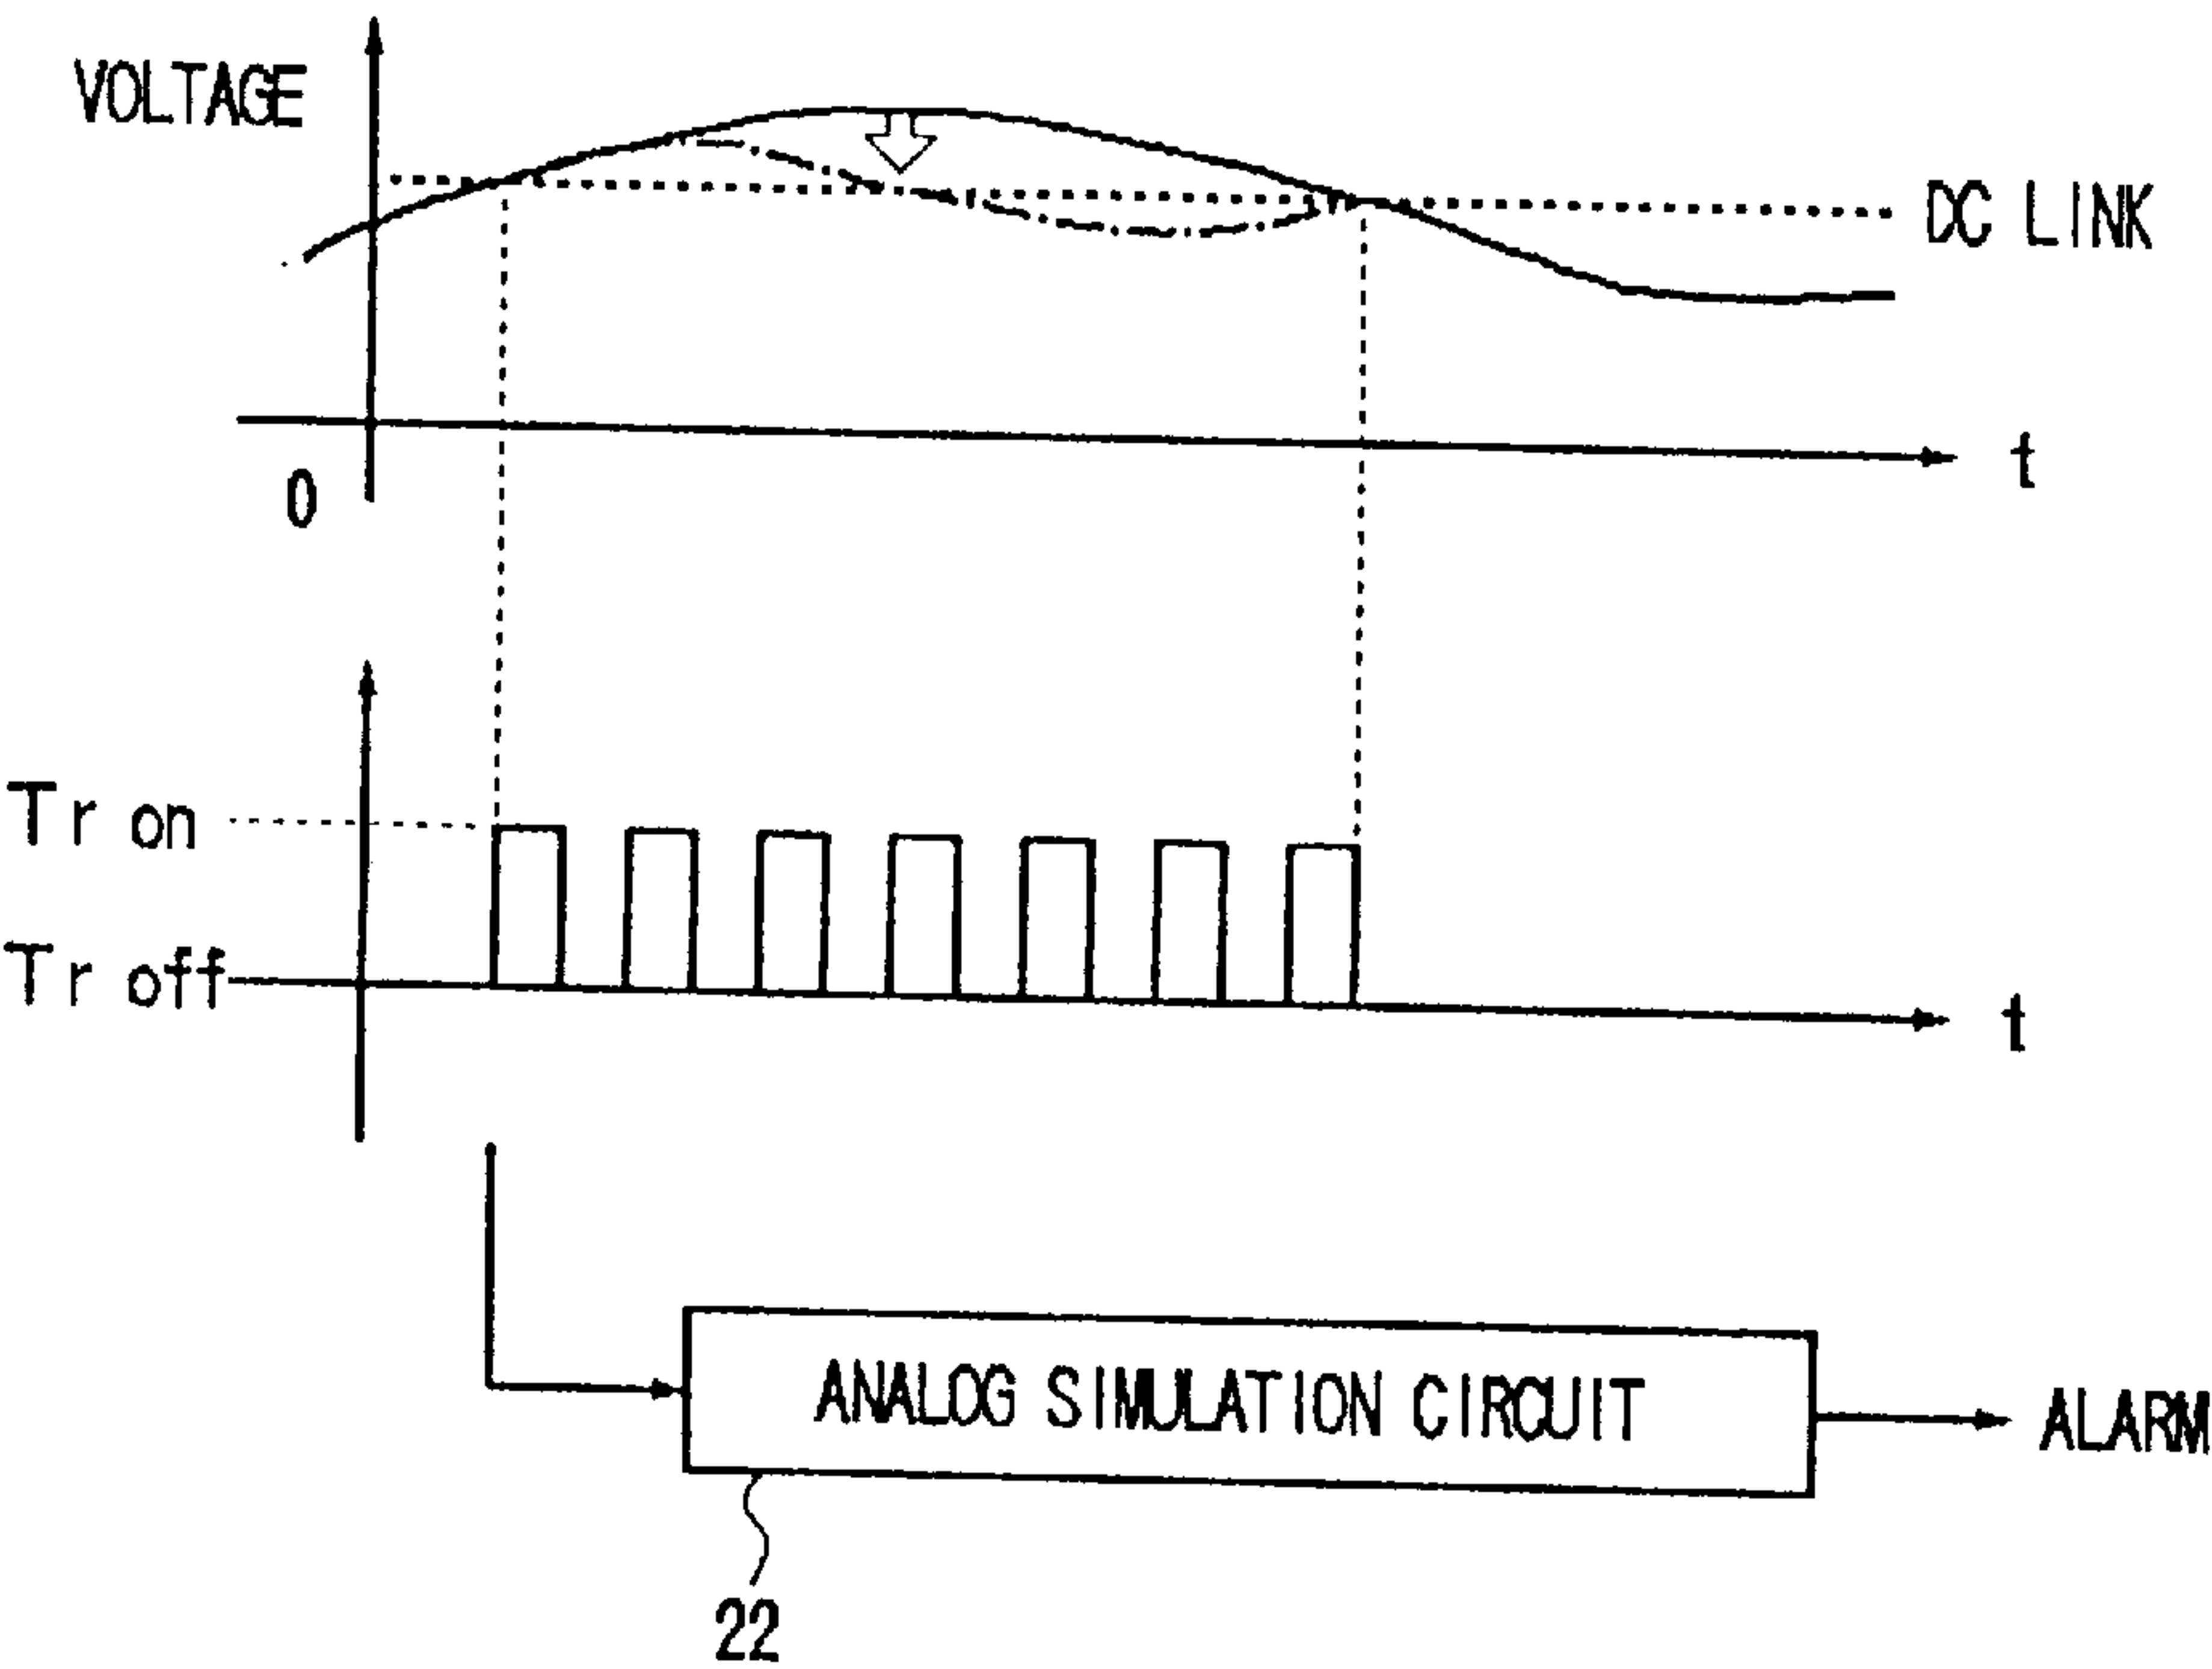 VOLTAGE
DC LINK
t
0
Tr on
Tr off
t
ANALOG SIMULATION CIRCUIT
ALARM
22